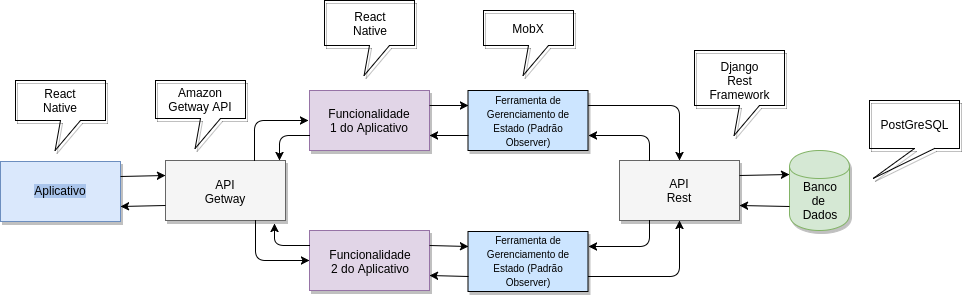 React
Native
MobX
Django
Rest
Framework
React
Native
Amazon
Getway API
PostGreSQL
Funcionalidade
1 do Aplicativo
Ferramenta de
Gerenciamento de
Estado (Padrão
Observer)
Aplicativo
API
Getway
API
Rest
Banco
de
Dados
Funcionalidade
2 do Aplicativo
Ferramenta de
Gerenciamento de
Estado (Padrão
Observer)